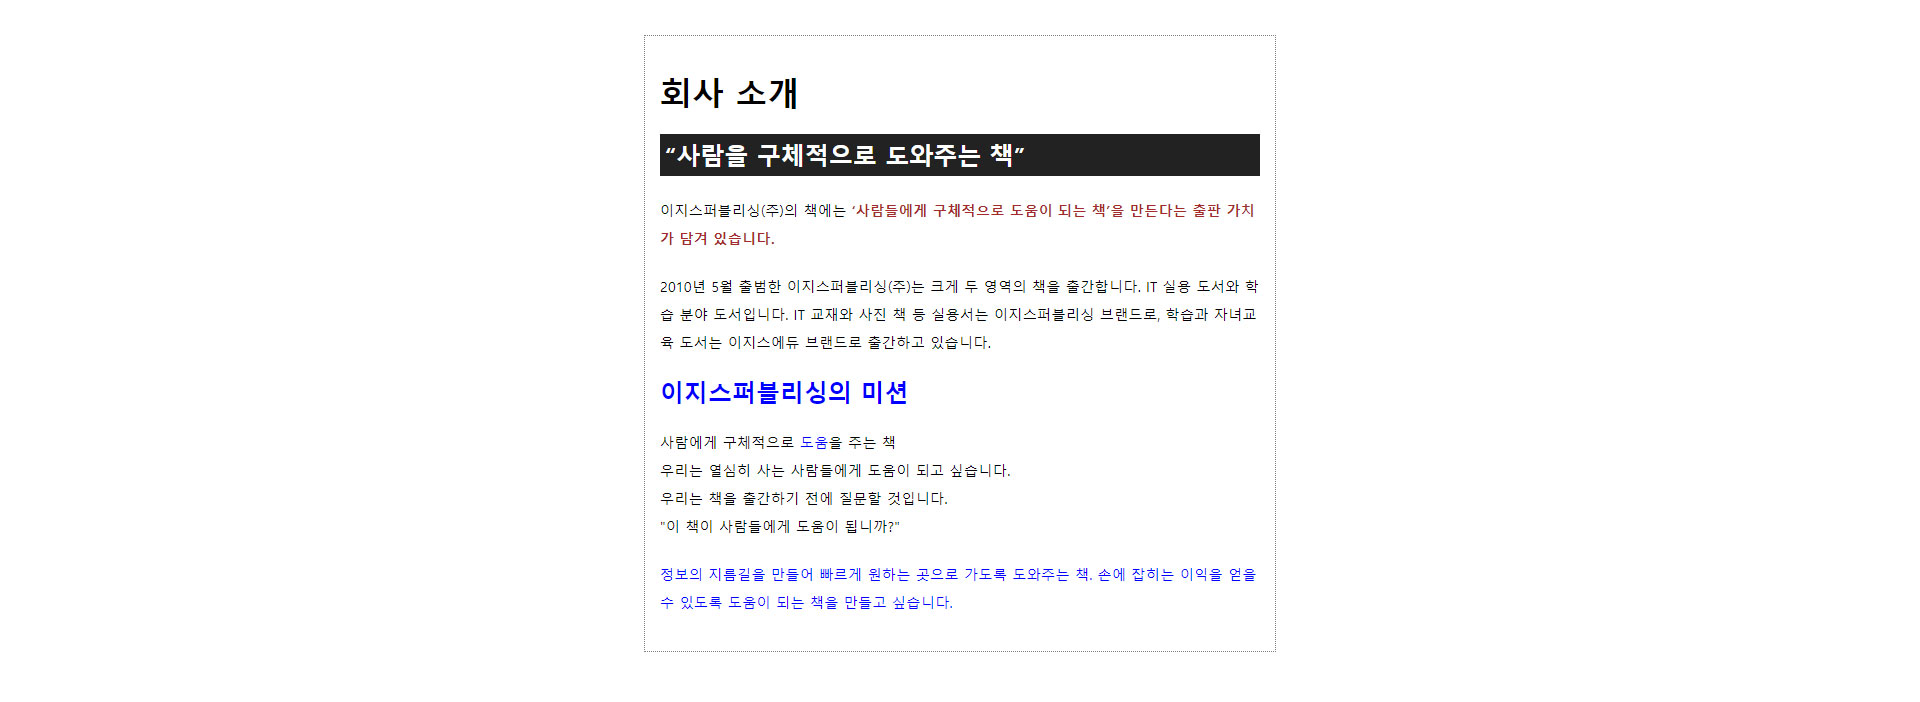 회사 소개
“사람을 구체적으로 도와주는 책”
이지스퍼블리싱(주)의 책에는 ‘사람들에게 구체적으로 도움이 되는 책’을 만든다는 출판 가치
가 담겨 있습니다.
2010년 5월 출범한 이지스퍼블리싱(주)는 크게 두 영역의 책을 출간합니다. IT 실용 도서와 학
습 분야 도서입니다. IT 교재와 사진 책 등 실용서는 이지스퍼블리싱 브랜드로, 학습과 자녀교
육 도서는 이지스에듀 브랜드로 출간하고 있습니다.
이지스퍼블리싱의 미션
사람에게 구체적으로 도움을 주는 책
우리는 열심히 사는 사람들에게 도움이 되고 싶습니다.
우리는 책을 출간하기 전에 질문할 것입니다.
"이 책이 사람들에게 도움이 됩니까?"
정보의 지름길을 만들어 빠르게 원하는 곳으로 가도록 도와주는 책. 손에 잡히는 이익을 얻을
수 있도록 도움이 되는 책을 만들고 싶습니다.